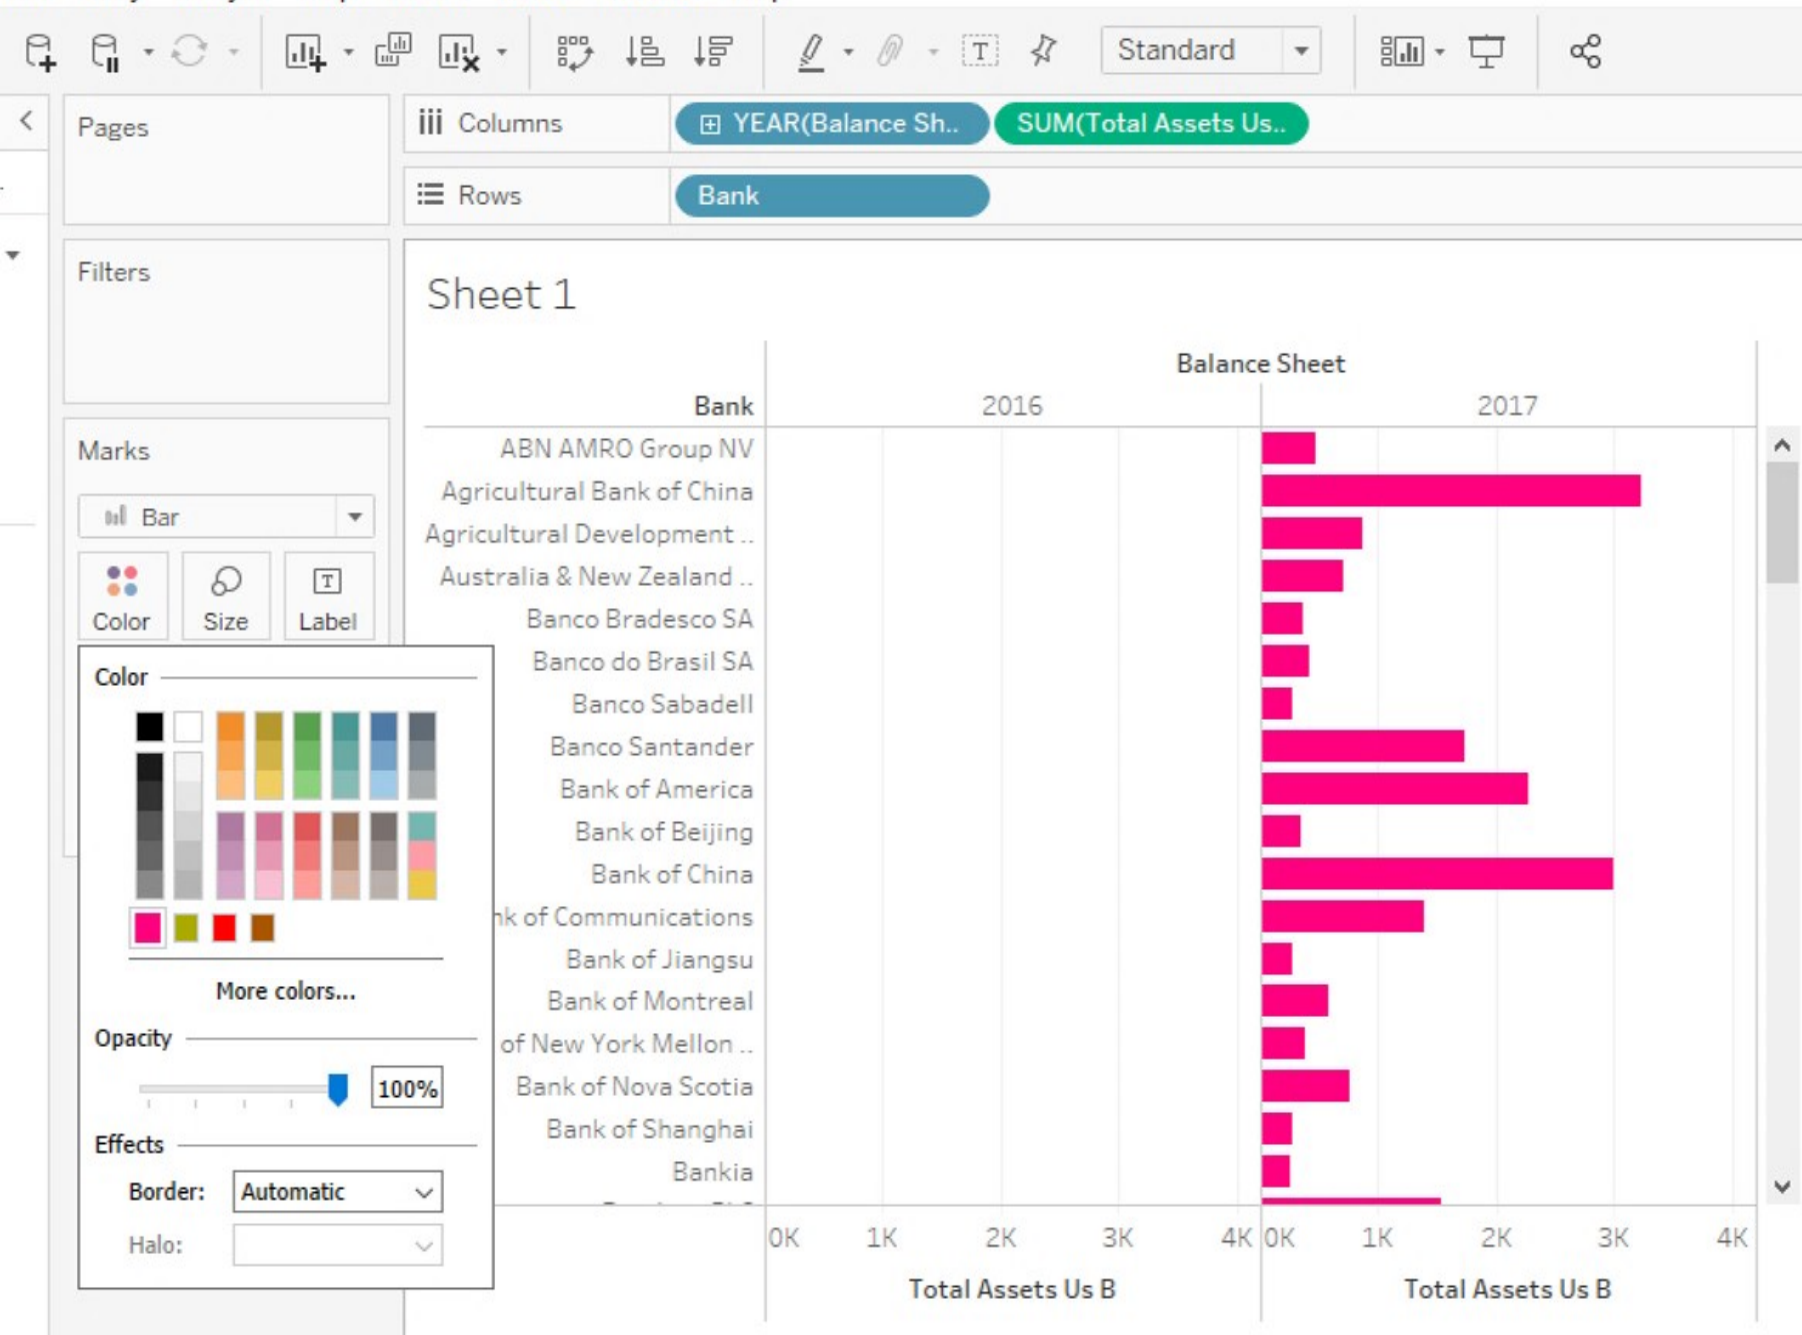 Standard
Pages
Columns
YEAR(Balance Sh..
SUM(Total Assets Us..
Rows
Bank
Filters
Sheet 1
Balance Sheet
Bank
2016
2017
Marks
Bar
Color
Size
Label
ABN AMRO Group NV
Agricultural Bank of China
Agricultural Development ..
Australia & New Zealand ..
Banco Bradesco SA
Banco do Brasil SA
Banco Sabadell
Banco Santander
Bank of America
Bank of Beijing
Bank of China
nk of Communications
Bank of Jiangsu
Bank of Montreal
of New York Mellon ..
Bank of Nova Scotia
Bank of Shanghai
Bankia
Color
More colors...
Opacity
100%
Effects
Border:
Automatic
Halo:
0K 1K 2K 3K 4K
0K 1K 2K 3K 4K
Total Assets Us B
Total Assets Us B